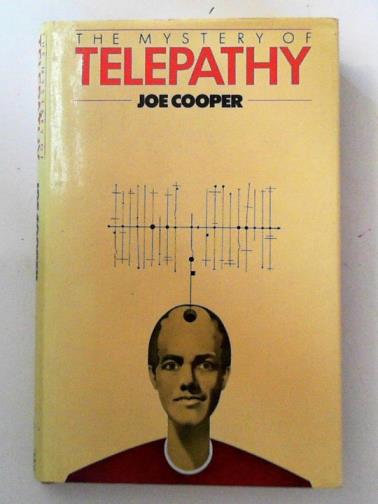 THE MYSTERY OF
TELEPATHY
JOE COOPER